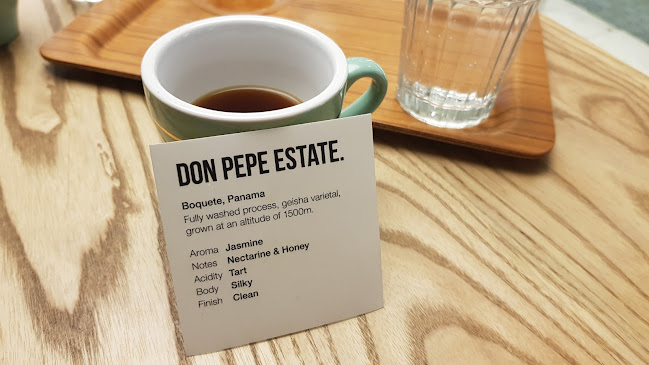 DON PEPE ESTATE.
Boquete, Panama
Fully washed process, geisha varietal,
grown at an altitude of 1500m.
Aroma Jasmine
Notes Nectarine & Honey
Acidity Tart
Body Silky
Finish Clean